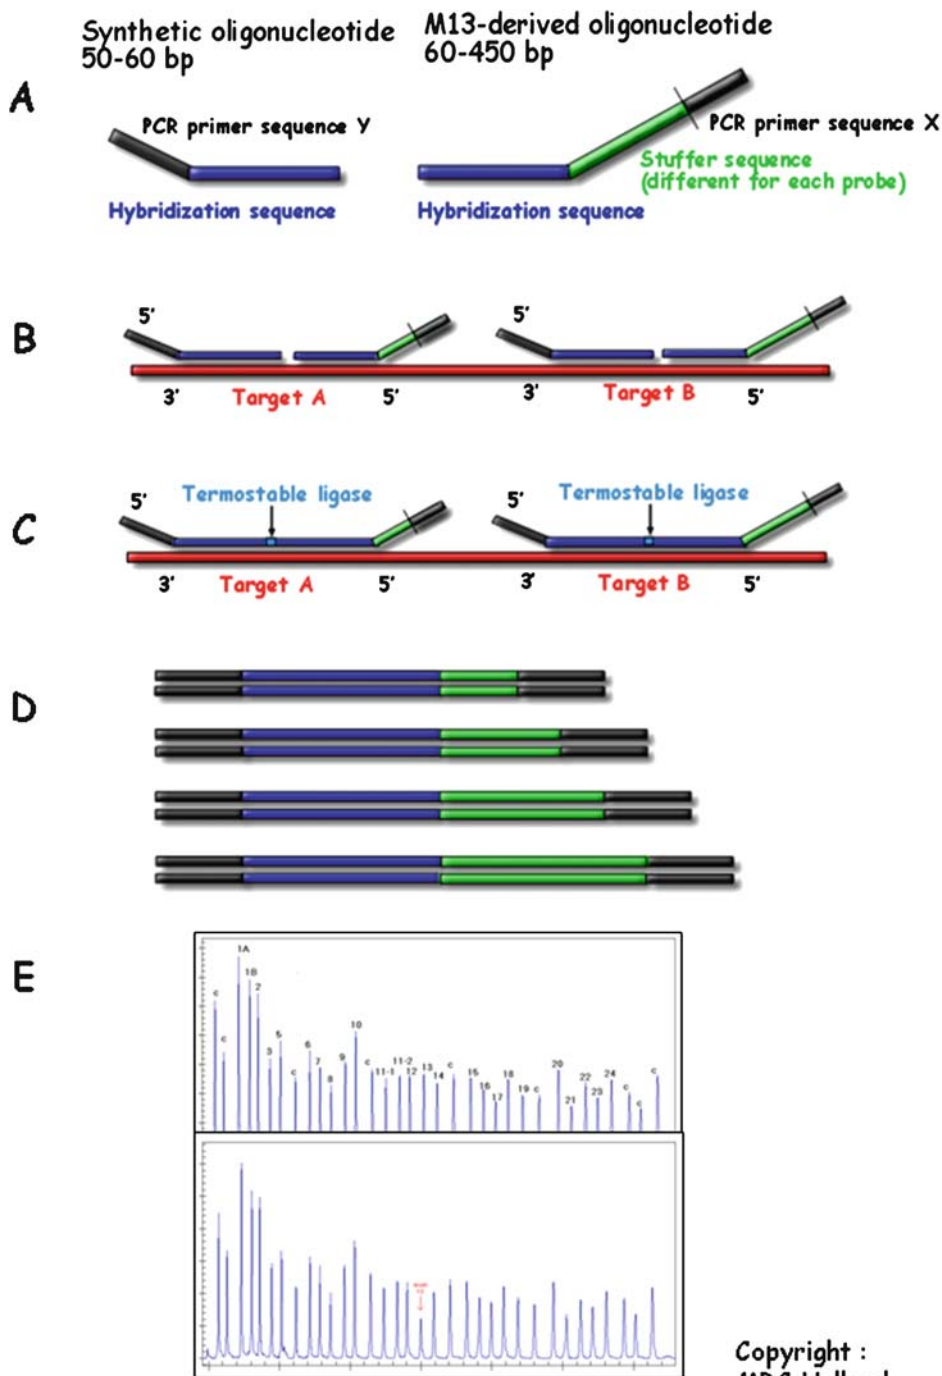 Synthetic oligonucleotide
50-60 bp
M13-derived oligonucleotide
60-450 bp
A
PCR primer sequence Y
PCR primer sequence X
Stuffer sequence
(different for each probe)
Hybridization sequence
Hybridization sequence
B
5'
5'
3'
Target A
5'
3'
Target B
5'
C
5'
Termostable ligase
5'
Termostable ligase
3'
Target A
5'
3'
Target B
5'
D
E
1A
1B
c
2
c
3
5
c
6
7
8
9
10
c
11-1
11-2
12
13
14
c
15
16
17
18
19
c
20
21
22
23
24
c
c
c
Copyright :